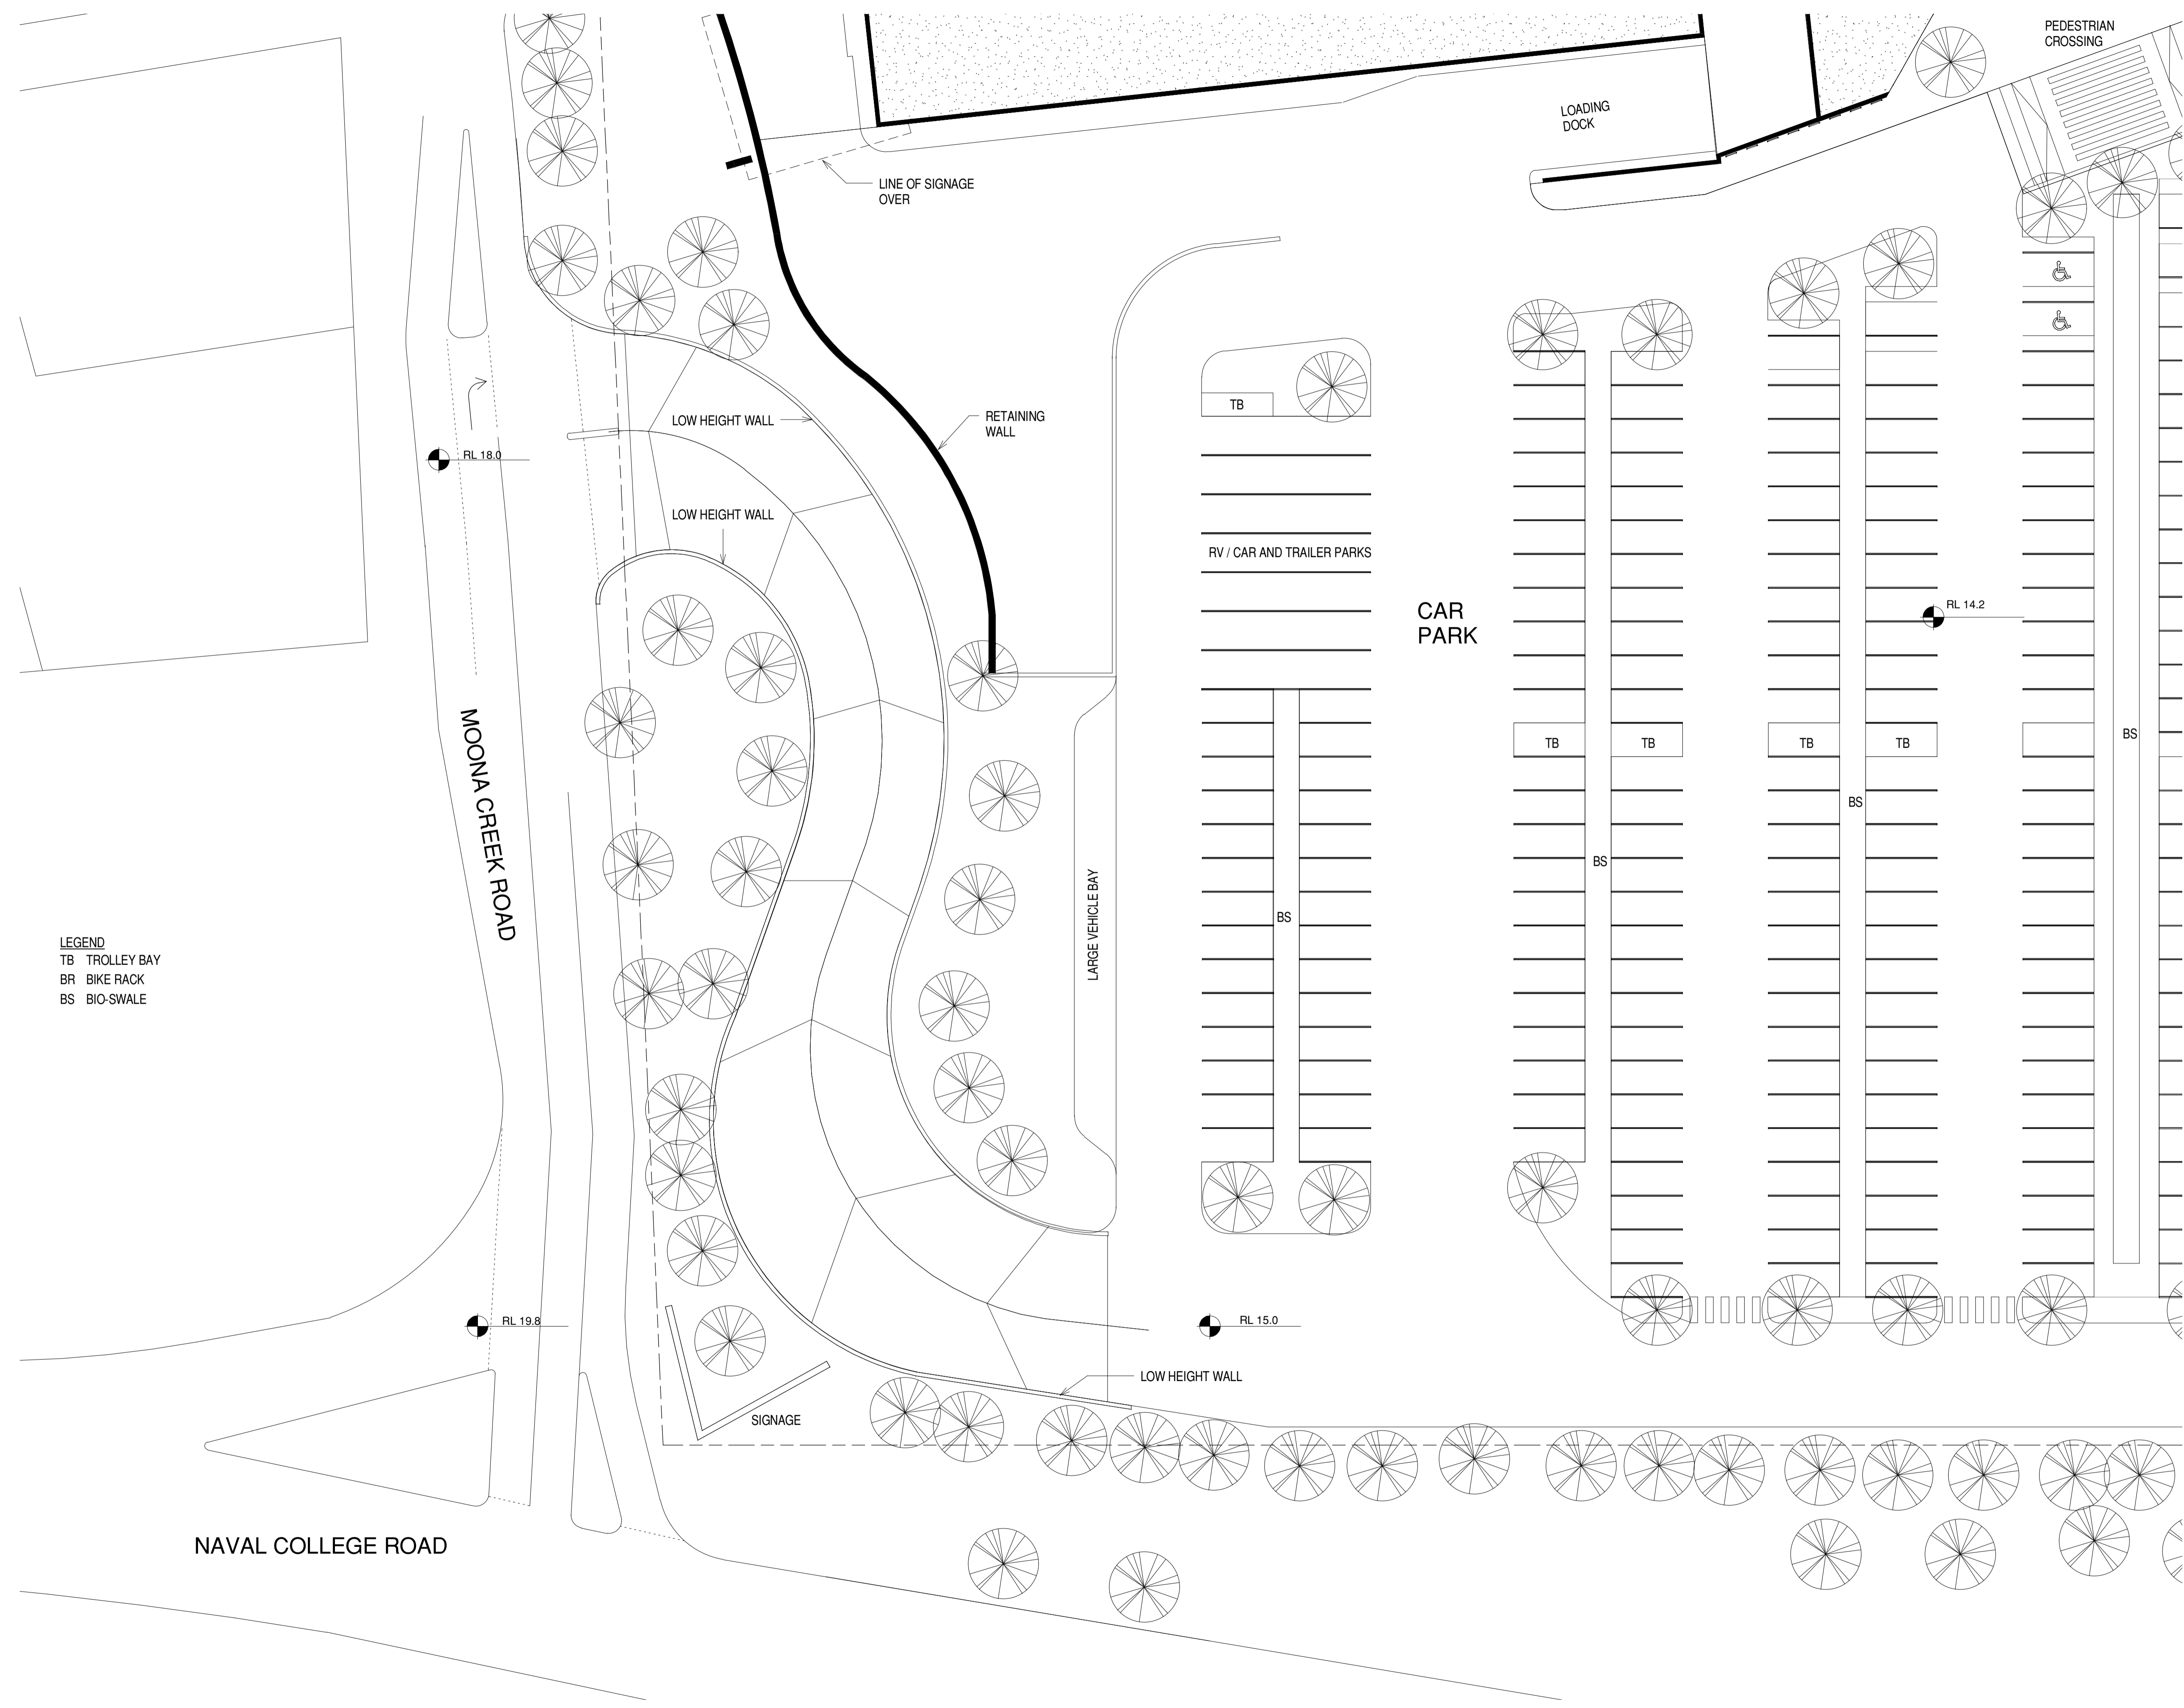 PEDESTRIAN
CROSSING
LOADING
DOCK
LINE OF SIGNAGE
OVER
LOW HEIGHT WALL
RETAINING
WALL
TB
RL 18.0
LOW HEIGHT WALL
RV / CAR AND TRAILER PARKS
CAR
PARK
RL 14.2
MOONA CREEK ROAD
TB
TB
TB
TB
BS
BS
BS
BS
LARGE VEHICLE BAY
LEGEND
TB TROLLEY BAY
BR BIKE RACK
BS BIO-SWALE
RL 19.8
RL 15.0
LOW HEIGHT WALL
SIGNAGE
NAVAL COLLEGE ROAD